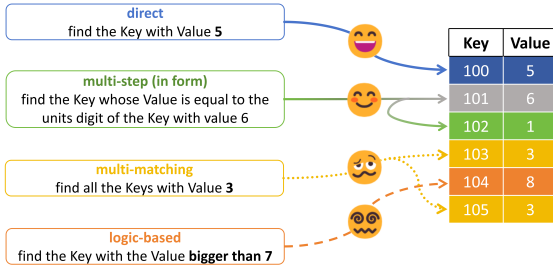 direct
find the Key with Value 5
multi-step (in form)
find the Key whose Value is equal to the
units digit of the Key with value 6
multi-matching
find all the Keys with Value 3
logic-based
find the Key with the Value bigger than 7
Key Value
100 5
101 6
102 1
103 3
104 8
105 3